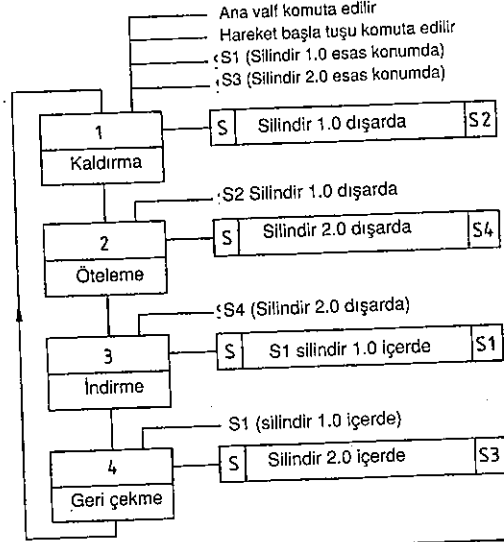 Ana valf komuta edilir
Hareket başla tuşu komuta edilir
S1 (Silindir 1.0 esas konumda)
S3 (Silindir 2.0 esas konumda)
1
Kaldırma
S Silindir 1.0 dışarda S2
S2 Silindir 1.0 dışarda
2
Öteleme
S Silindir 2.0 dışarda S4
S4 (Silindir 2.0 dışarda)
3
İndirme
S S1 silindir 1.0 içerde S1
S1 (silindir 1.0 içerde)
4
Geri çekme
S Silindir 2.0 içerde S3